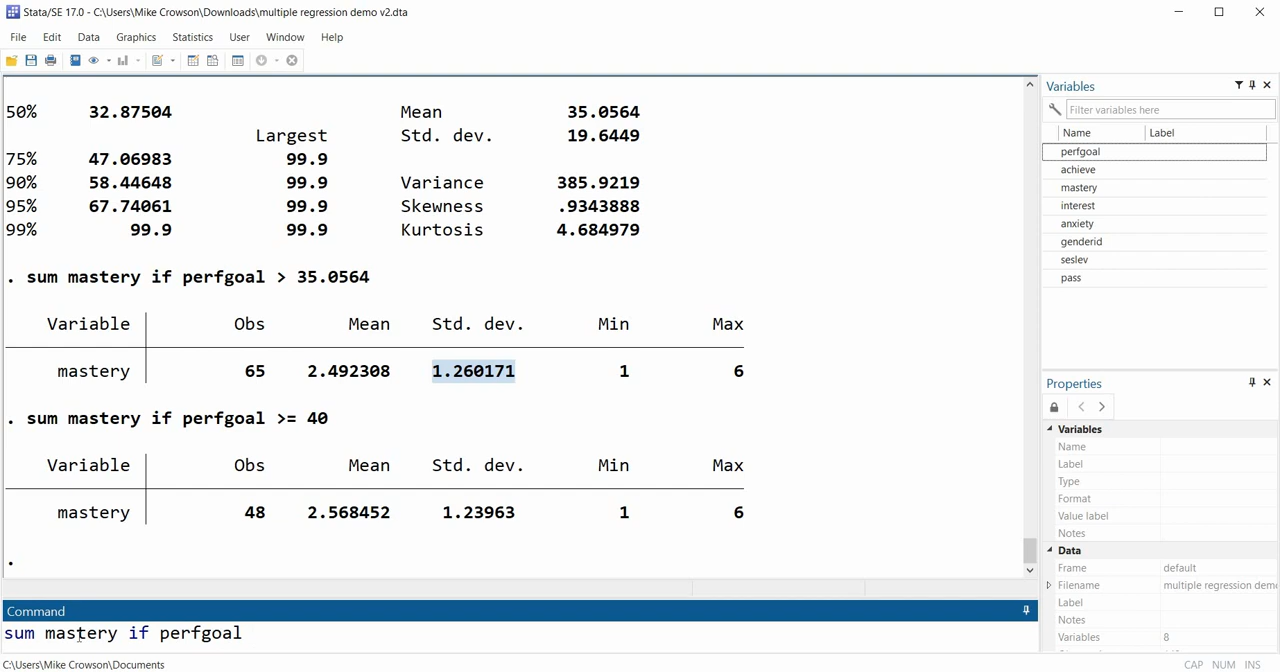 Stata/SE 17.0 - C:\Users\Mike Crowson\Downloads\multiple regression demo v2.dta
File Edit Data Graphics Statistics User Window Help
50% 32.87504 Mean 35.0564
Largest Std. dev. 19.6449
75% 47.06983 99.9
90% 58.44648 99.9 Variance 385.9219
95% 67.74061 99.9 Skewness .9343888
99% 99.9 99.9 Kurtosis 4.684979
. sum mastery if perfgoal > 35.0564
Variable Obs Mean Std. dev. Min Max
mastery 65 2.492308 1.260171 1 6
. sum mastery if perfgoal >= 40
Variable Obs Mean Std. dev. Min Max
mastery 48 2.568452 1.23963 1 6
.
Command
sum mastery if perfgoal
C:\Users\Mike Crowson\Documents
Variables
Filter variables here
Name Label
perfgoal
achieve
mastery
interest
anxiety
genderid
seslev
pass
Properties
Variables
Name
Label
Type
Format
Value label
Notes
Data
Frame default
Filename multiple regression demo
Label
Notes
Variables 8
CAP NUM INS